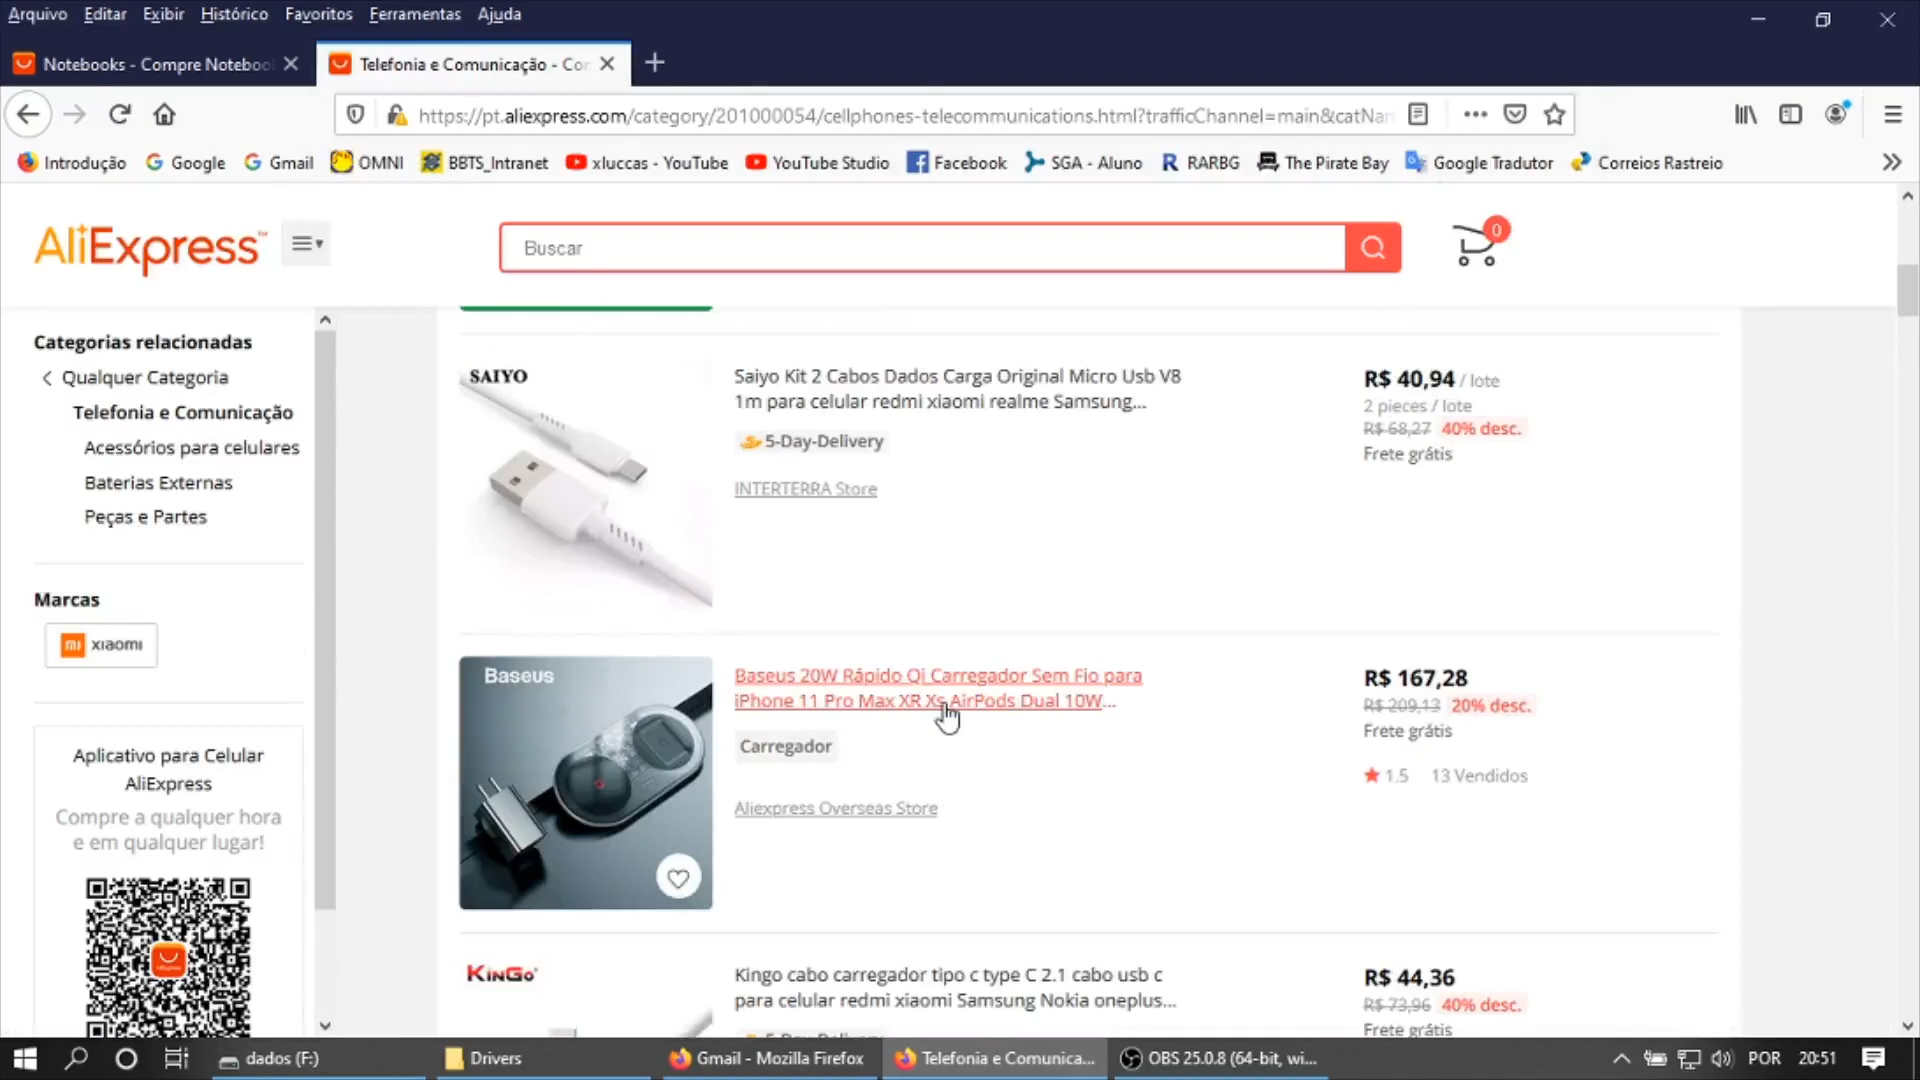 Arquivo Editar Exibir Histórico Favoritos Ferramentas Ajuda
Notebooks - Compre Noteboo
Telefonia e Comunicação - Co
https://pt.aliexpress.com/category/201000054/cellphones-telecommunications.html?trafficChannel=main&catNam
Introdução Google Gmail OMNI BBTS_Intranet xluccas - YouTube YouTube Studio Facebook SGA - Aluno RARBG The Pirate Bay Google Tradutor Correios Rastreio
AliExpress™
Buscar
0
Categorias relacionadas
Qualquer Categoria
Telefonia e Comunicação
Acessórios para celulares
Baterias Externas
Peças e Partes
Marcas
mi xiaomi
Aplicativo para Celular
AliExpress
Compre a qualquer hora
e em qualquer lugar!
SAIYO
Saiyo Kit 2 Cabos Dados Carga Original Micro Usb V8
1m para celular redmi xiaomi realme Samsung...
5-Day-Delivery
INTERTERRA Store
R$ 40,94 / lote
2 pieces / lote
R$ 68,27 40% desc.
Frete grátis
Baseus
Baseus 20W Rápido Qi Carregador Sem Fio para
iPhone 11 Pro Max XR Xs AirPods Dual 10W...
Carregador
Aliexpress Overseas Store
R$ 167,28
R$ 209,13 20% desc.
Frete grátis
1.5 13 Vendidos
KinGo
Kingo cabo carregador tipo c type C 2.1 cabo usb c
para celular redmi xiaomi Samsung Nokia oneplus...
5-Day-Delivery
R$ 44,36
R$ 73,96 40% desc.
Frete grátis
dados (F:) Drivers Gmail - Mozilla Firefox Telefonia e Comunica... OBS 25.0.8 (64-bit, wi... POR 20:51